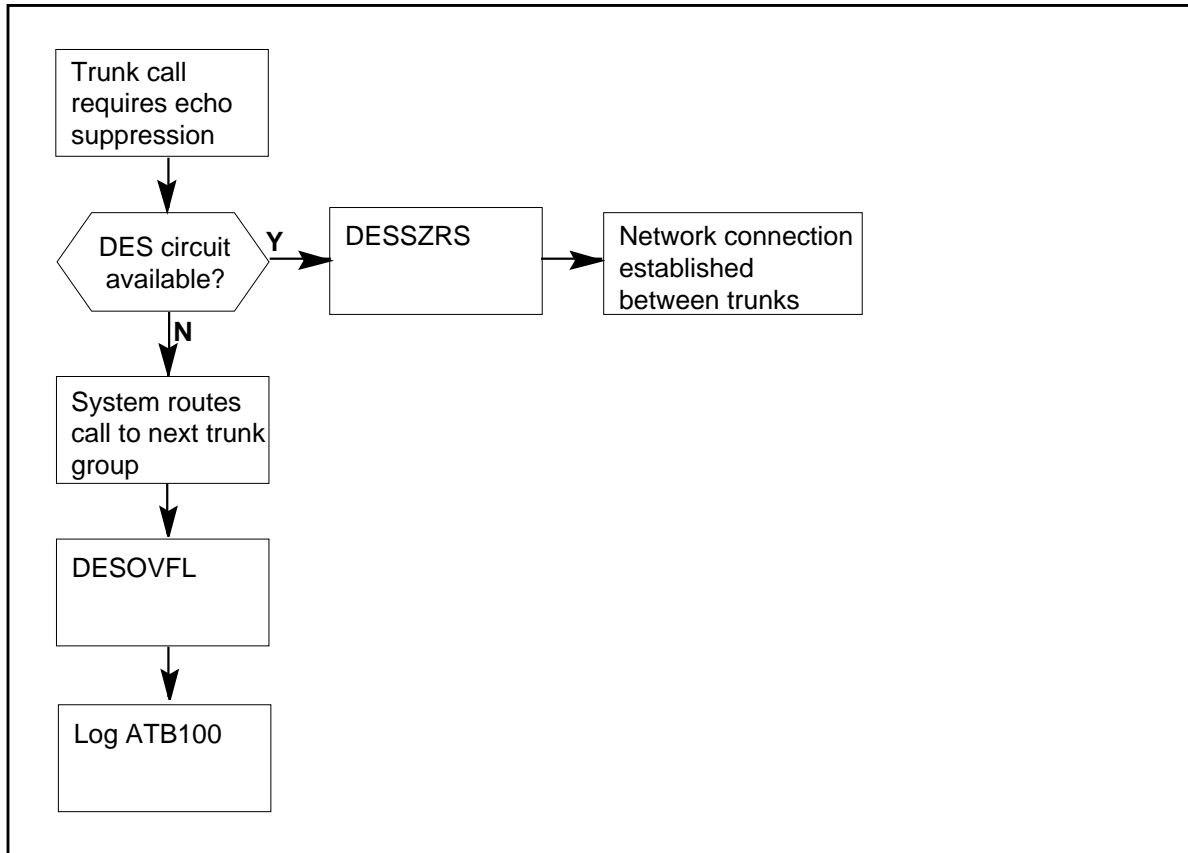 Trunk call
requires echo
suppression
DES circuit
available?
Y
DESSZRS
Network connection
established
between trunks
N
System routes
call to next trunk
group
DESOVFL
Log ATB100